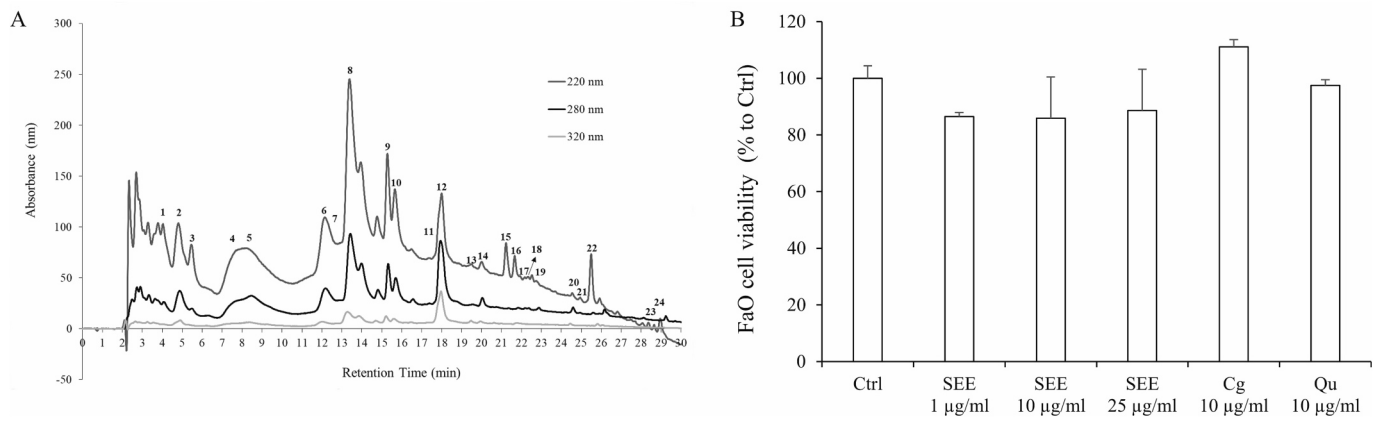 A
300
250
200
150
100
50
0
-50
Absorbance (nm)
220 nm
280 nm
320 nm
1
2
3
4
5
6
7
8
9
10
11
12
13
14
15
16
17
18
19
20
21
22
23
24
0 1 2 3 4 5 6 7 8 9 10 11 12 13 14 15 16 17 18 19 20 21 22 23 24 25 26 27 28 29 30
Retention Time (min)
B
120
100
80
60
40
20
0
FaO cell viability (% to Ctrl)
Ctrl
SEE
1 µg/ml
SEE
10 µg/ml
SEE
25 µg/ml
Cg
10 µg/ml
Qu
10 µg/ml